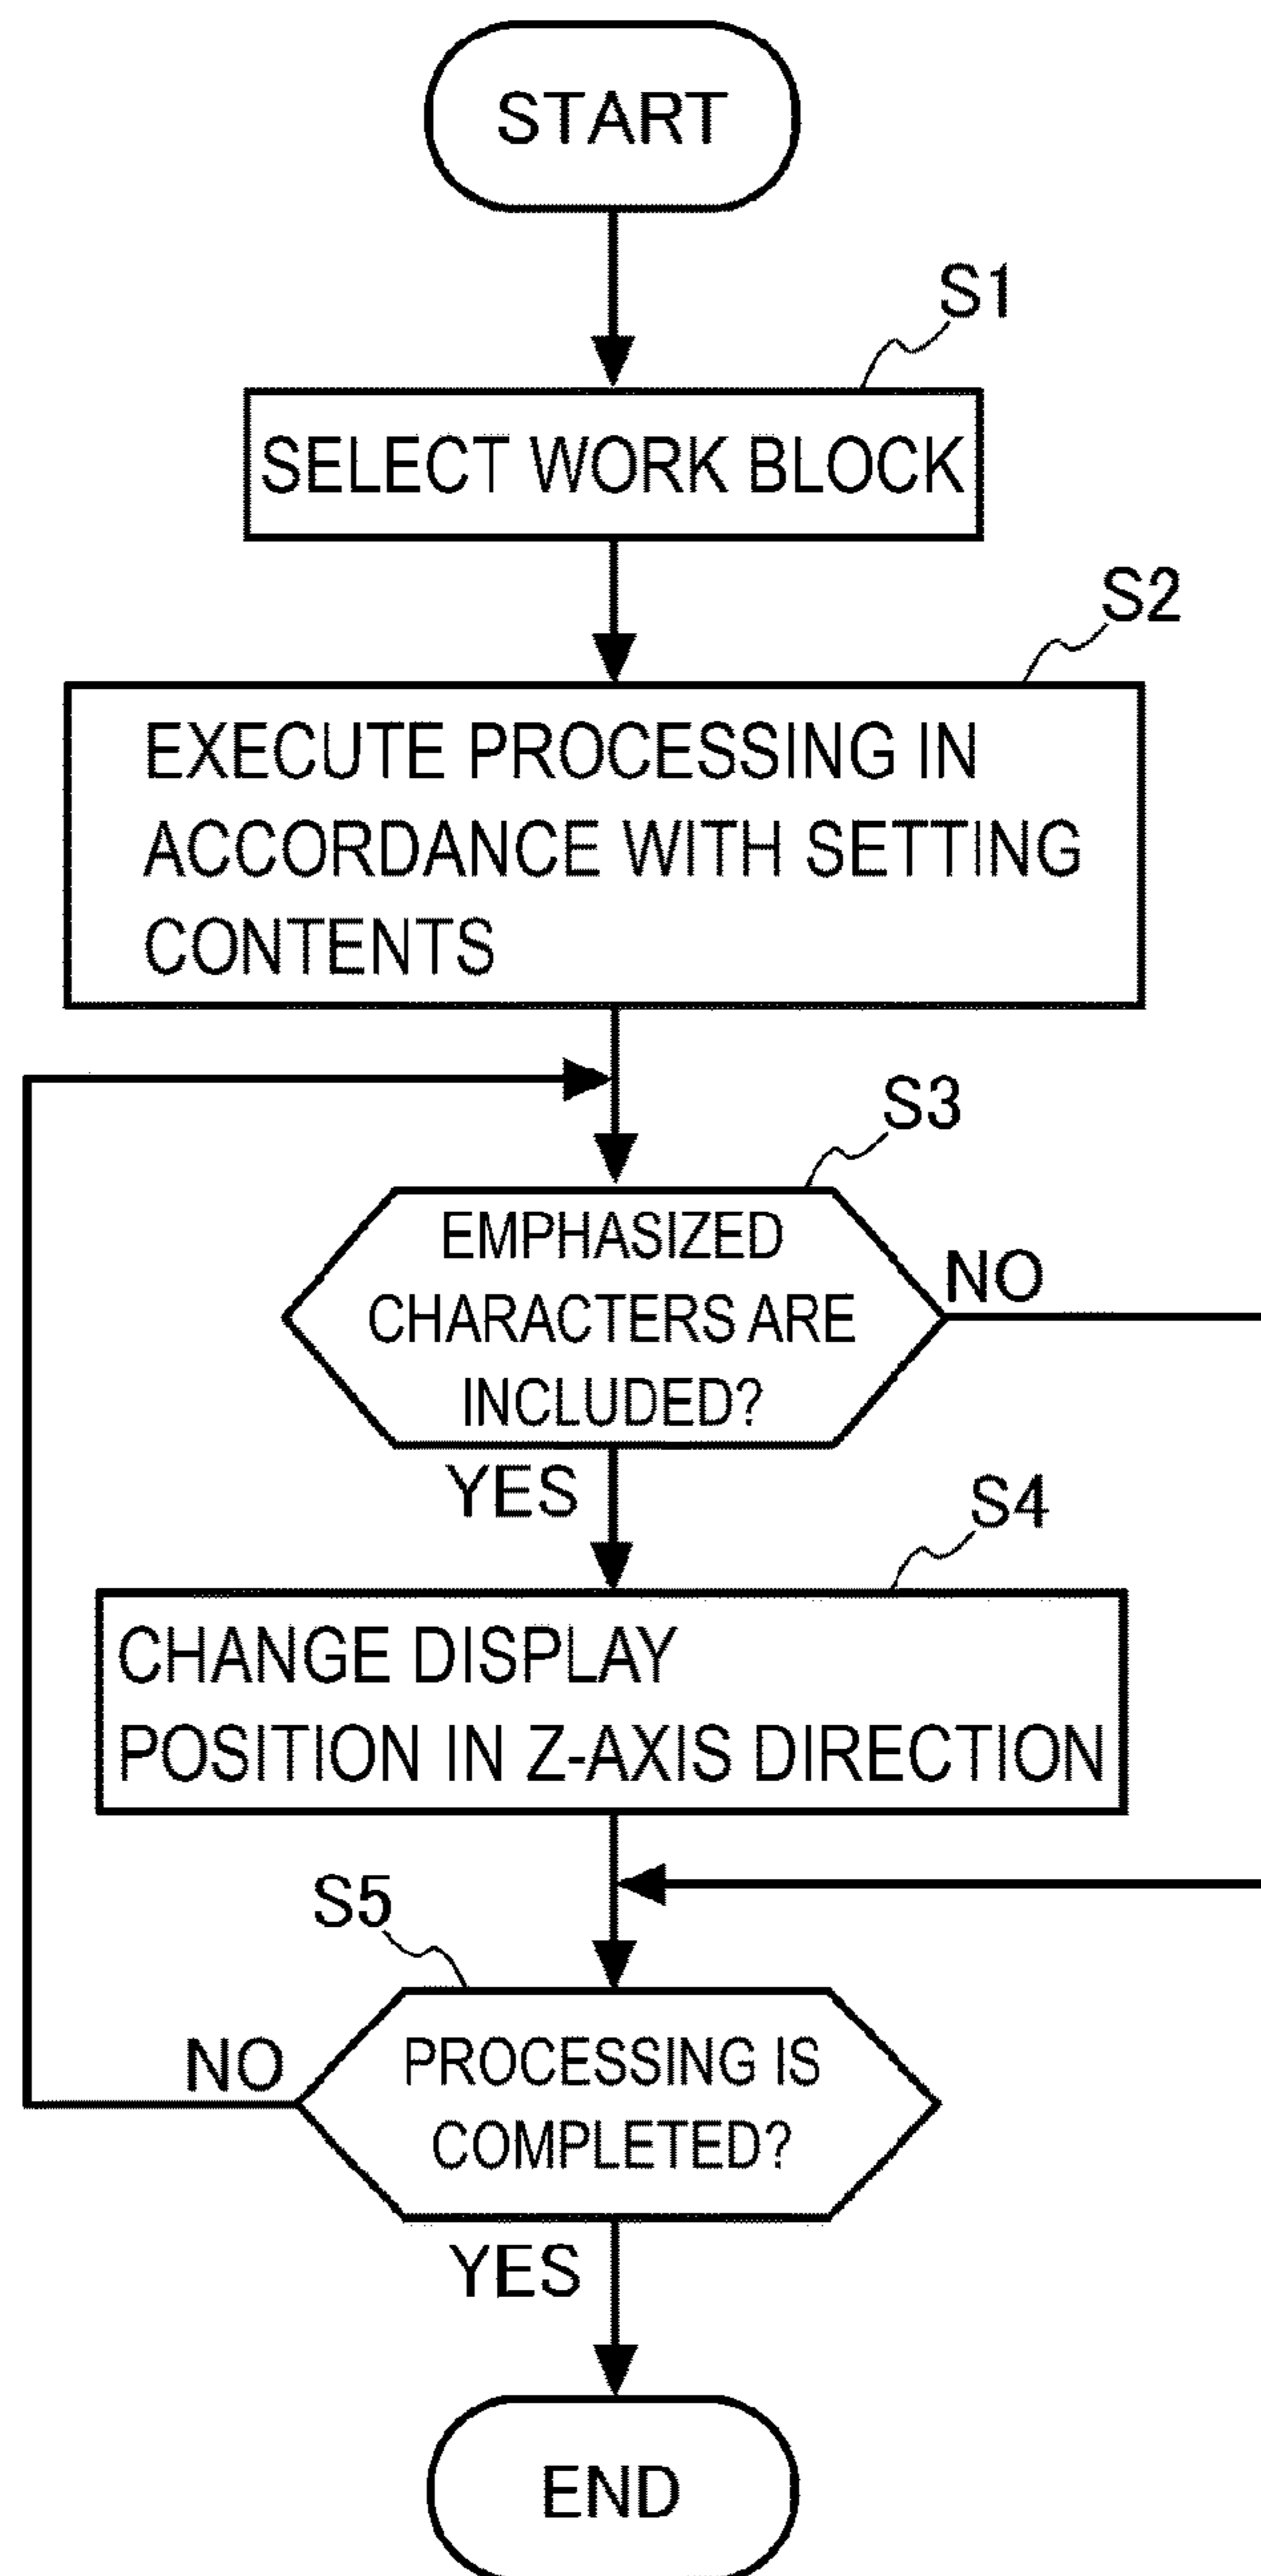 START
S1
SELECT WORK BLOCK
S2
EXECUTE PROCESSING IN
ACCORDANCE WITH SETTING
CONTENTS
S3
EMPHASIZED
CHARACTERS ARE
INCLUDED?
NO
YES
S4
CHANGE DISPLAY
POSITION IN Z-AXIS DIRECTION
S5
PROCESSING IS
COMPLETED?
NO
YES
END